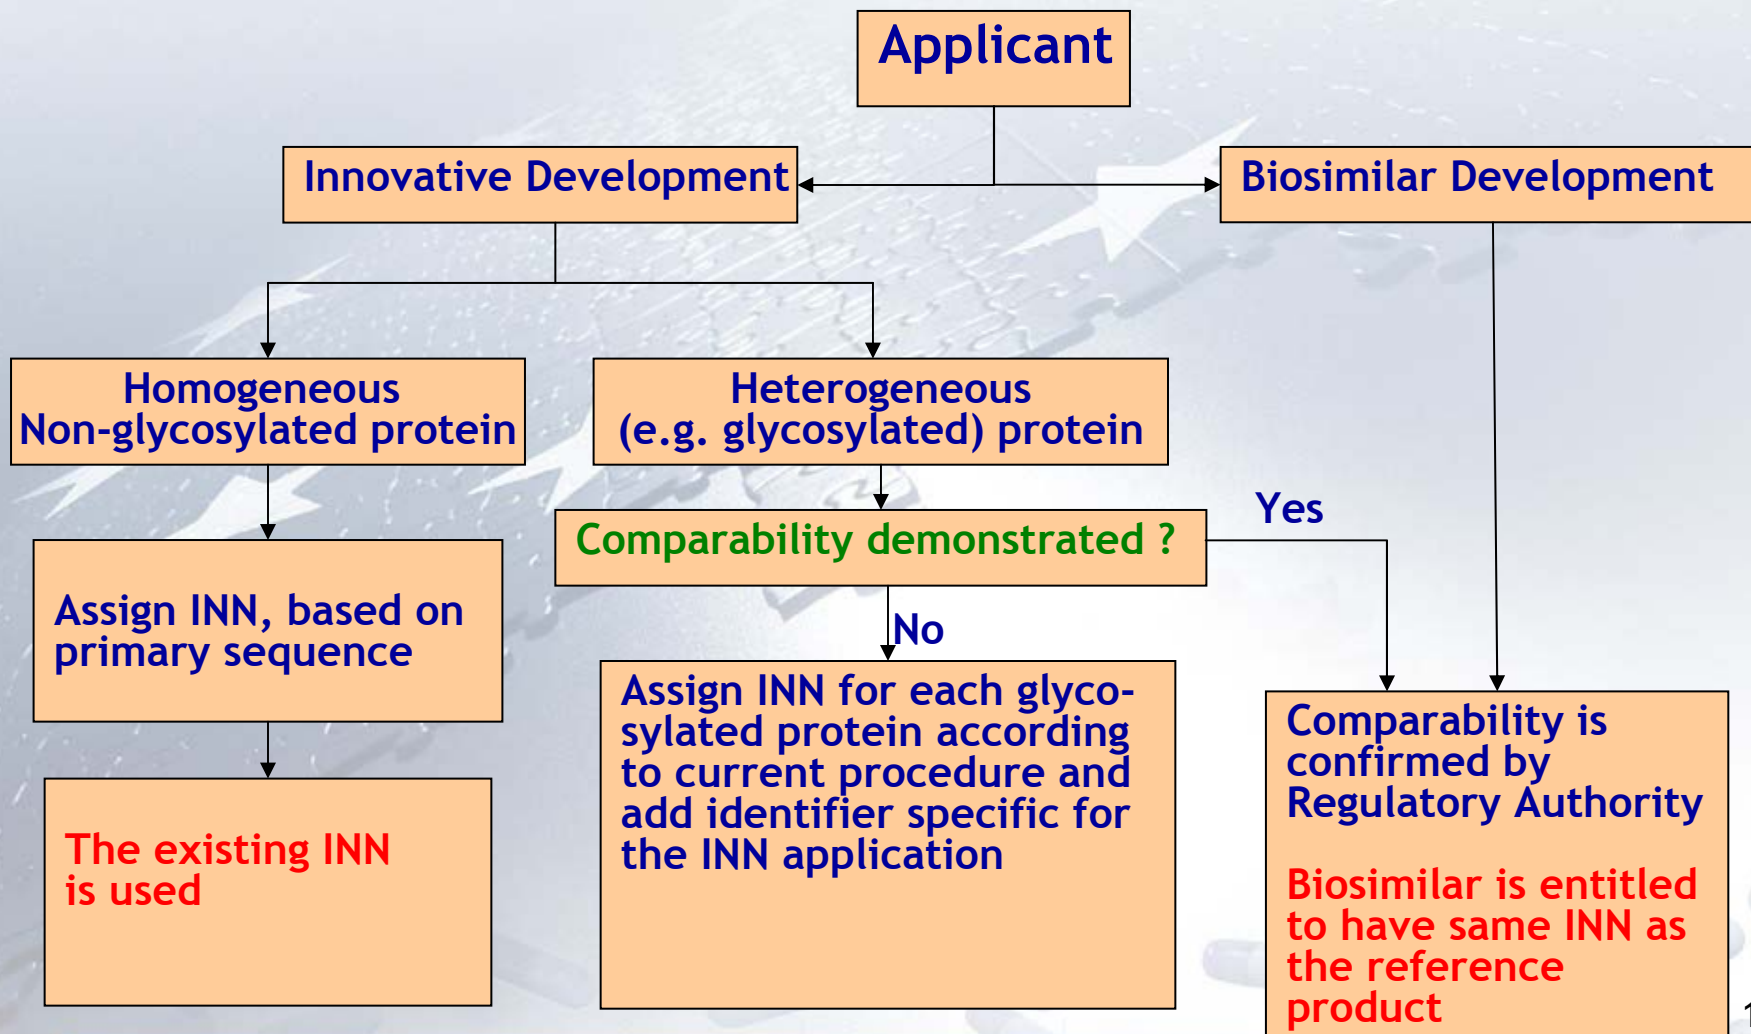 Applicant
Innovative Development
Biosimilar Development
Homogeneous
Non-glycosylated protein
Heterogeneous
(e.g. glycosylated) protein
Comparability demonstrated ?
Yes
No
Assign INN, based on
primary sequence
The existing INN
is used
Assign INN for each glyco-
sylated protein according
to current procedure and
add identifier specific for
the INN application
Comparability is
confirmed by
Regulatory Authority
Biosimilar is entitled
to have same INN as
the reference
product